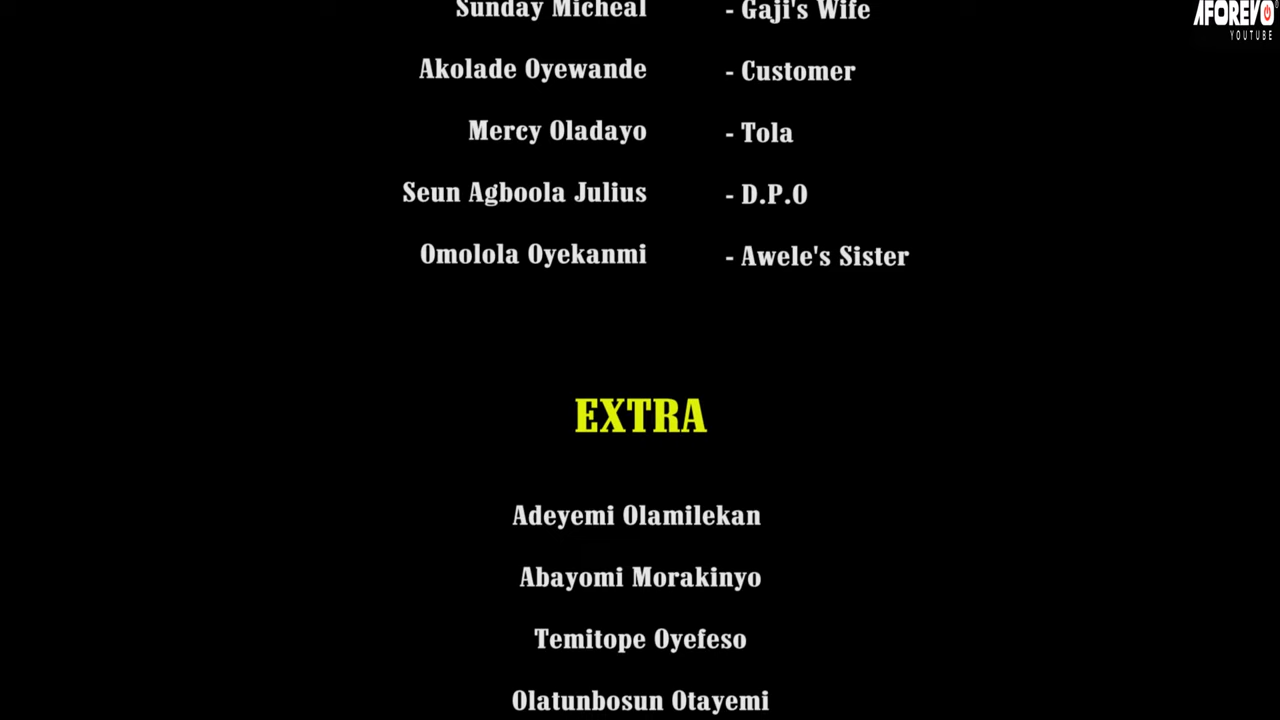 AFOREVO
YOUTUBE
Sunday Micheal - Gaji's Wife
Akolade Oyewande - Customer
Mercy Oladayo - Tola
Seun Agboola Julius - D.P.O
Omolola Oyekanmi - Awele's Sister
EXTRA
Adeyemi Olamilekan
Abayomi Morakinyo
Temitope Oyefeso
Olatunbosun Otayemi